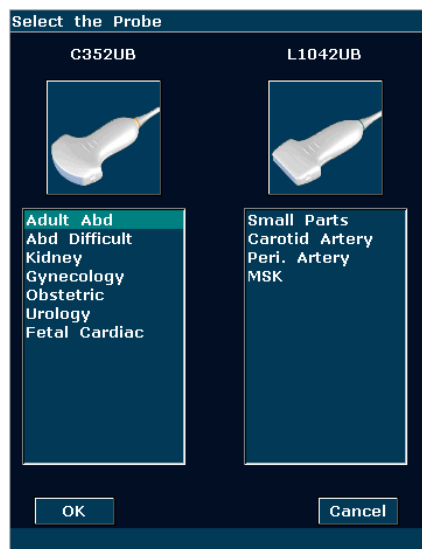 Select the Probe
C352UB
L1042UB
Adult Abd
Abd Difficult
Kidney
Gynecology
Obstetric
Urology
Fetal Cardiac
Small Parts
Carotid Artery
Peri. Artery
MSK
OK
Cancel